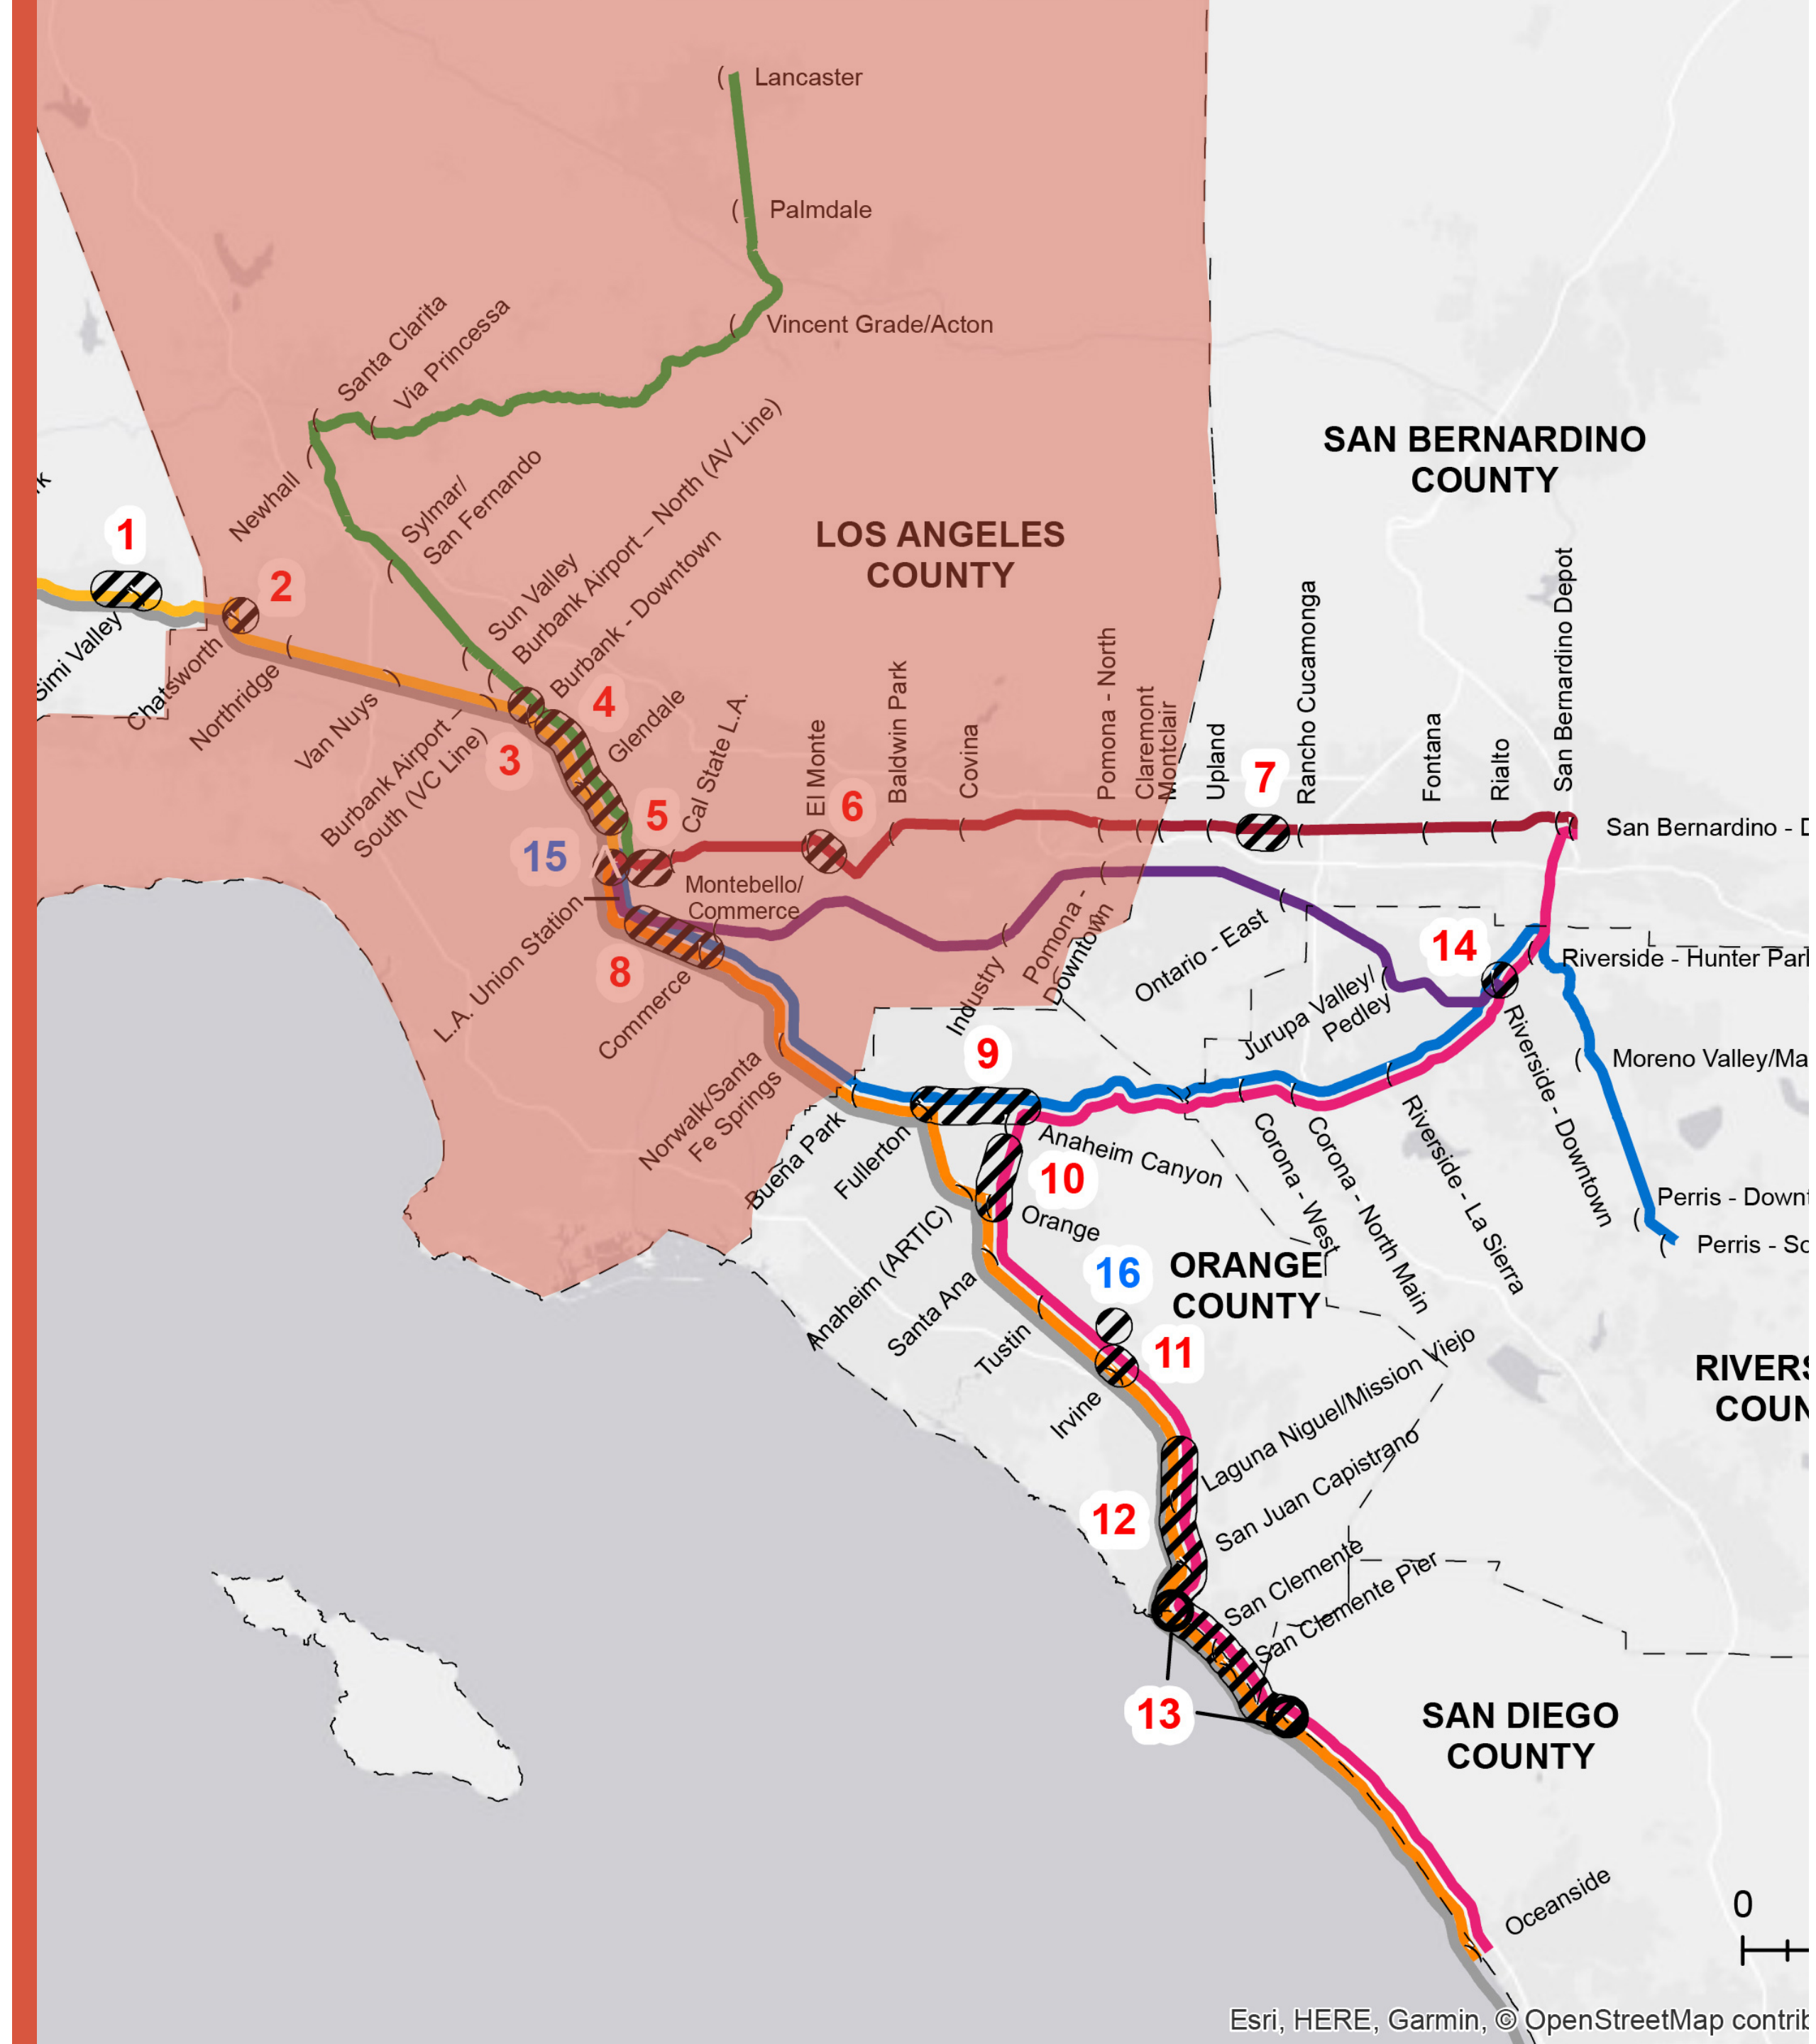 Lancaster
Palmdale
Vincent Grade/Acton
Santa Clarita
Via Princessa
Newhall
Sylmar/
San Fernando
Sun Valley
Burbank Airport – North (AV Line)
Burbank - Downtown
LOS ANGELES
COUNTY
SAN BERNARDINO
COUNTY
1
2
Simi Valley
Chatsworth
Northridge
Van Nuys
Burbank Airport –
South (VC Line)
3
4
Glendale
5
Cal State L.A.
El Monte
6
Baldwin Park
Covina
Pomona - North
Claremont
Montclair
Upland
7
Rancho Cucamonga
Fontana
Rialto
San Bernardino Depot
San Bernardino - D
15
Montebello/
Commerce
L.A. Union Station
8
Commerce
Industry
Pomona -
Downtown
Ontario - East
Jurupa Valley/
Pedley
14
Riverside - Hunter Park
Riverside - Downtown
Moreno Valley/Ma
Perris - Down
Perris - So
Norwalk/Santa
Fe Springs
Buena Park
Fullerton
9
Anaheim Canyon
10
Orange
Corona - West
Corona - North Main
Riverside - La Sierra
Anaheim (ARTIC)
Santa Ana
Tustin
16
ORANGE
COUNTY
11
Irvine
Laguna Niguel/Mission Viejo
San Juan Capistrano
12
San Clemente
San Clemente Pier
13
RIVERS
COUN
SAN DIEGO
COUNTY
Oceanside
0
Esri, HERE, Garmin, © OpenStreetMap contrib